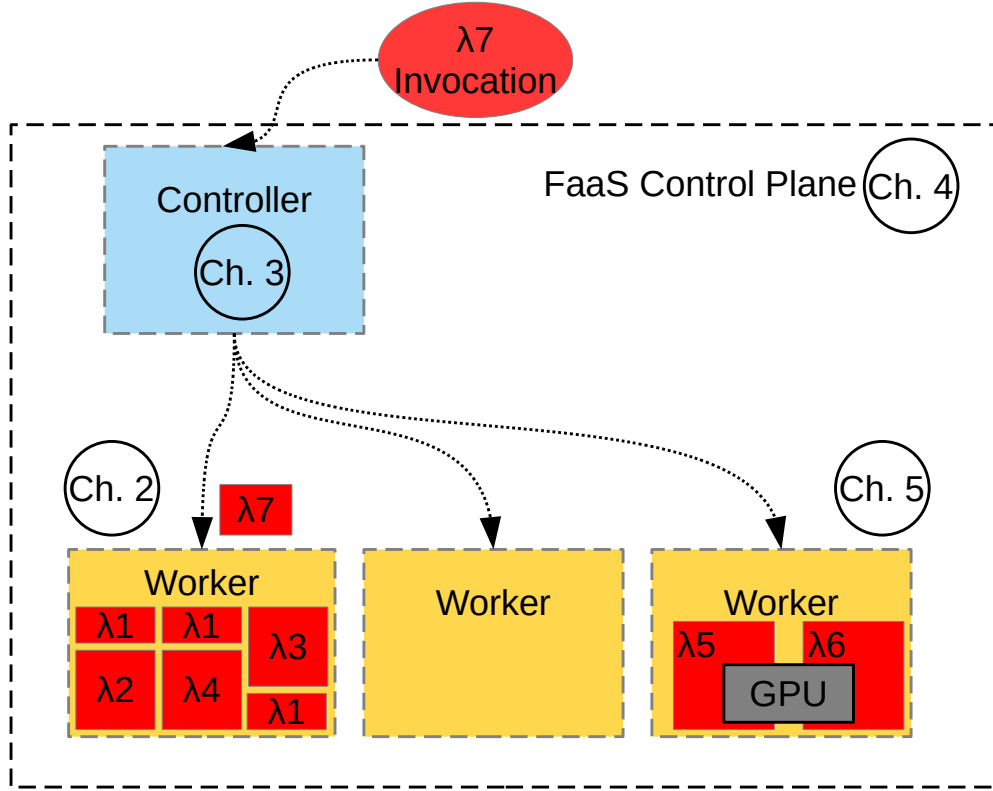 λ7
Invocation
FaaS Control Plane
Ch. 4
Controller
Ch. 3
Ch. 2
λ7
Ch. 5
Worker
λ1
λ1
λ3
λ2
λ4
λ1
Worker
Worker
λ5
λ6
GPU